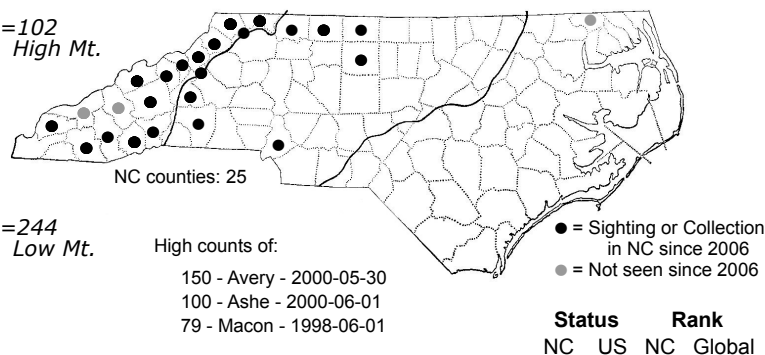 =102
High Mt.
NC counties: 25
=244
Low Mt.
High counts of:
150 - Avery - 2000-05-30
100 - Ashe - 2000-06-01
79 - Macon - 1998-06-01
= Sighting or Collection
in NC since 2006
= Not seen since 2006
Status Rank
NC US NC Global